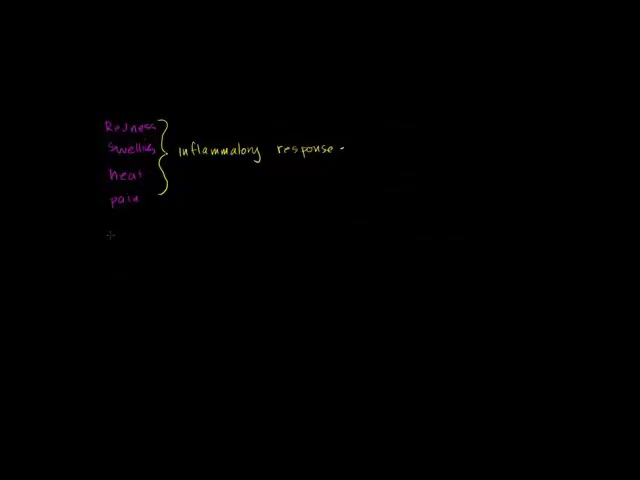 Redness
Swelling
heat
pain
inflammatory response -